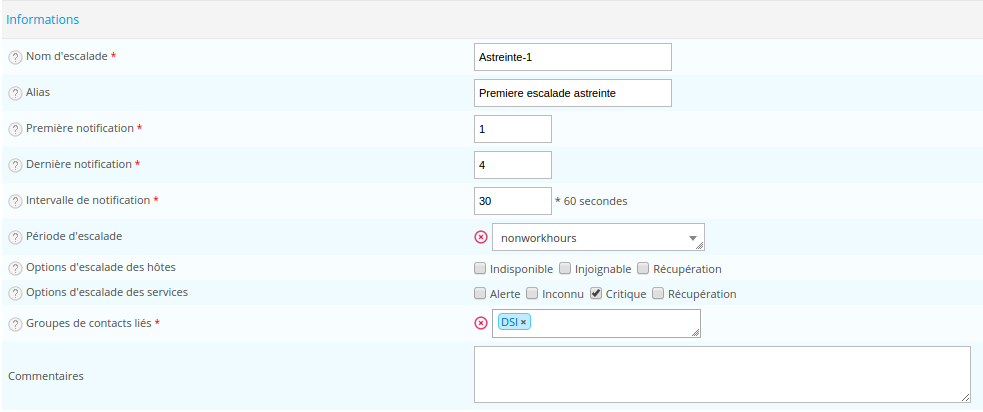 Informations
? Nom d'escalade * Astreinte-1
? Alias Premiere escalade astreinte
? Première notification * 1
? Dernière notification * 4
? Intervalle de notification * 30 * 60 secondes
? Période d'escalade nonworkhours
? Options d'escalade des hôtes Indisponible Injoignable Récupération
? Options d'escalade des services Alerte Inconnu Critique Récupération
? Groupes de contacts liés * DSI ×
Commentaires